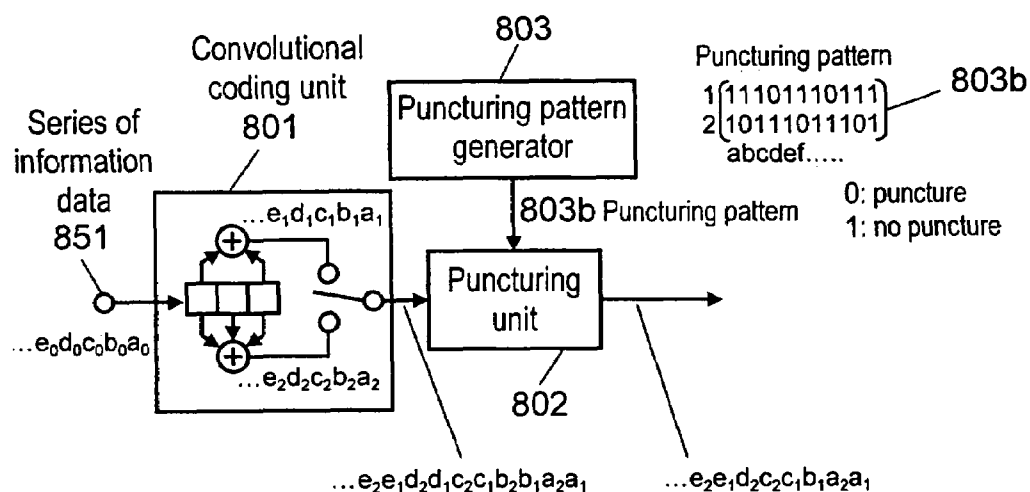 Series of
information
data
851
…e₀d₀c₀b₀a₀
Convolutional
coding unit
801
…e₁d₁c₁b₁a₁
…e₂d₂c₂b₂a₂
803
Puncturing pattern
generator
803b Puncturing pattern
Puncturing
unit
802
Puncturing pattern
1 11101110111
2 10111011101
abcdef.....
803b
0: puncture
1: no puncture
…e₂e₁d₂d₁c₂c₁b₂b₁a₂a₁
…e₂e₁d₂c₂c₁b₁a₂a₁